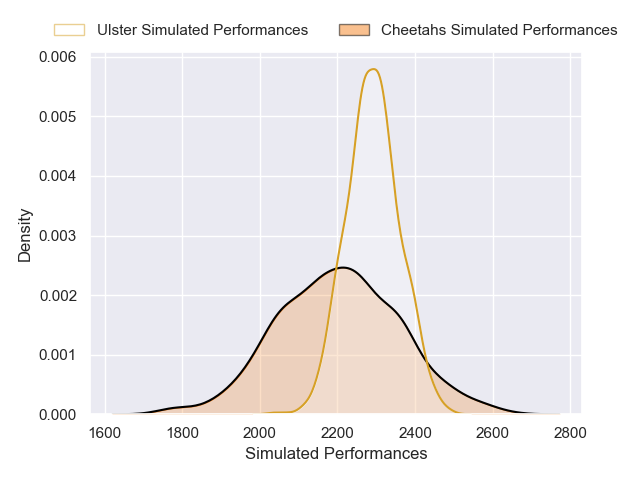 Ulster Simulated Performances Cheetahs Simulated Performances
0.006
0.005
0.004
0.003
0.002
0.001
0.000
Density
1600 1800 2000 2200 2400 2600 2800
Simulated Performances